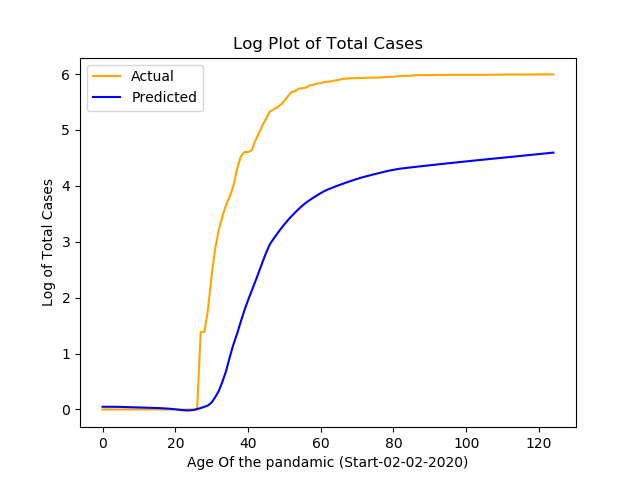 Log Plot of Total Cases
Actual
Predicted
6
5
4
3
2
1
0
Log of Total Cases
0 20 40 60 80 100 120
Age Of the pandamic (Start-02-02-2020)